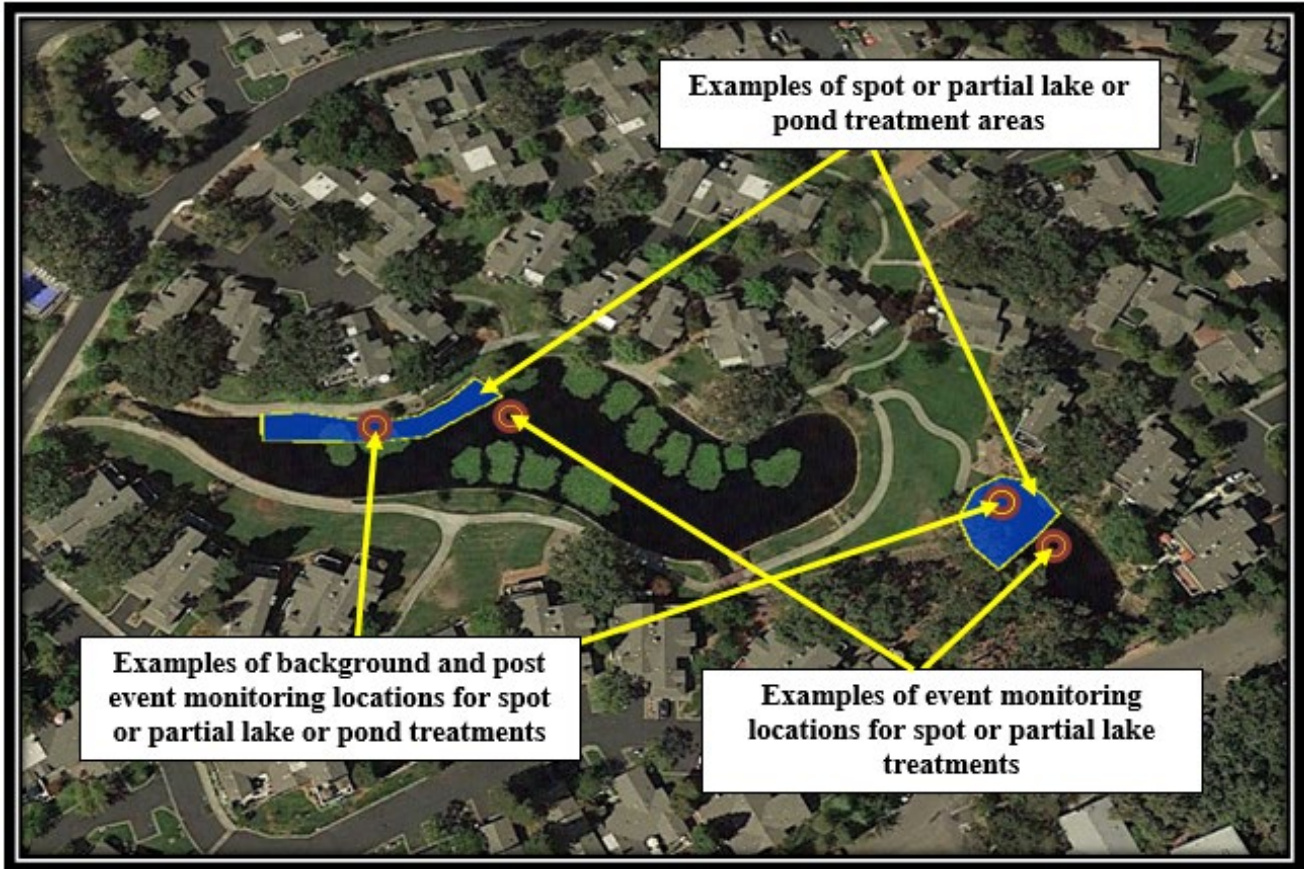 Examples of spot or partial lake or
pond treatment areas
Examples of background and post
event monitoring locations for spot
or partial lake or pond treatments
Examples of event monitoring
locations for spot or partial lake
treatments